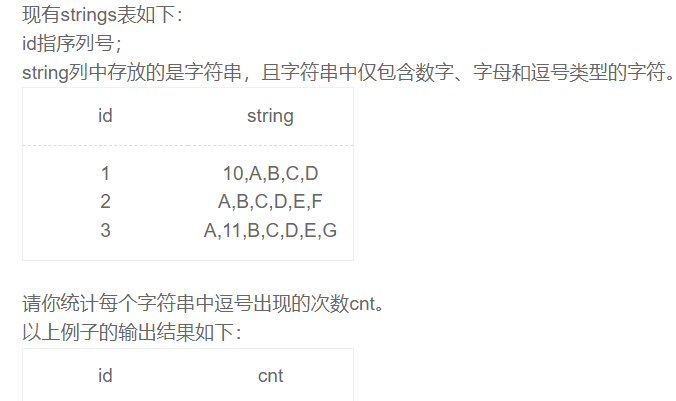 现有strings表如下：
id指序列号；
string列中存放的是字符串，且字符串中仅包含数字、字母和逗号类型的字符。
id string
1 10,A,B,C,D
2 A,B,C,D,E,F
3 A,11,B,C,D,E,G
请你统计每个字符串中逗号出现的次数cnt。
以上例子的输出结果如下：
id cnt